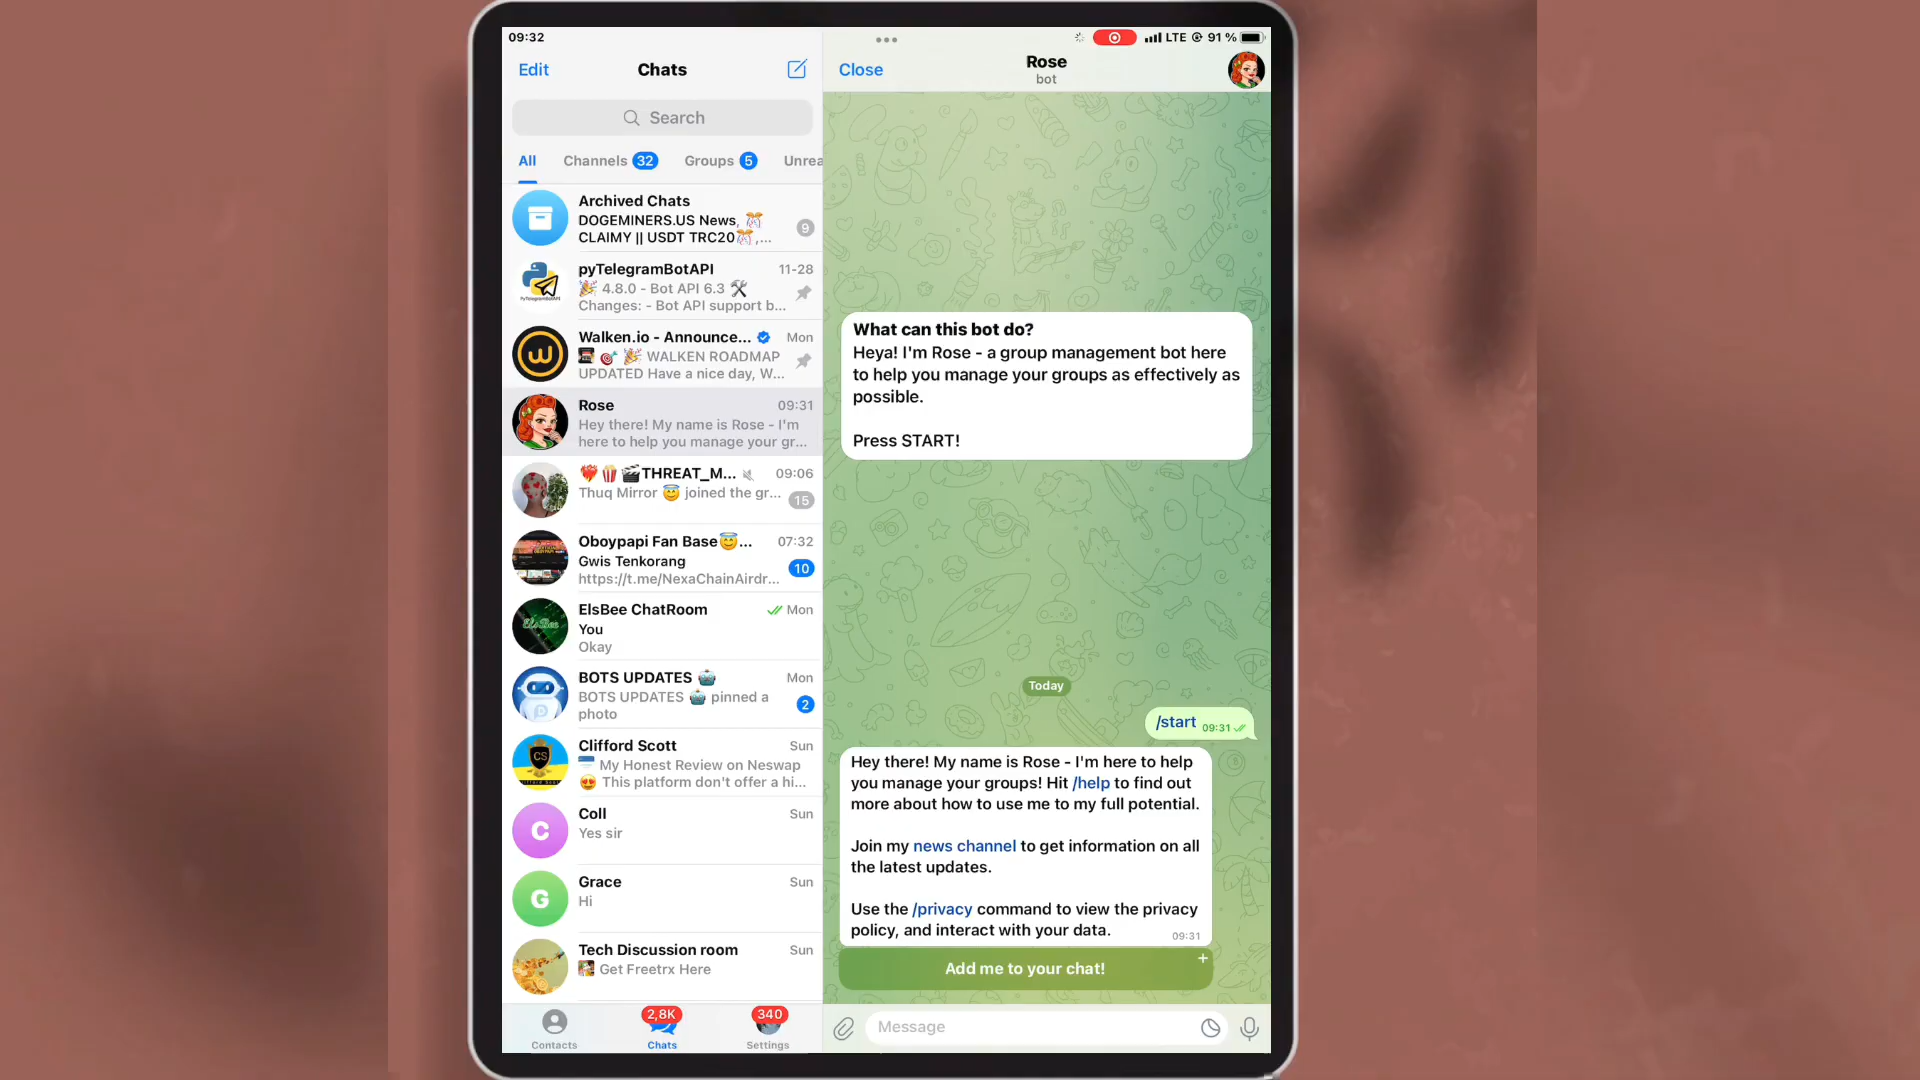 09:32
LTE 91 %
Edit
Chats
Close
Rose
bot
Search
All
Channels 32
Groups 5
Unrea
Archived Chats
DOGEMINERS.US News, 🎊
CLAIMY || USDT TRC20🎊,...
9
pyTelegramBotAPI
11-28
🎉 4.8.0 - Bot API 6.3 🛠
Changes: - Bot API support b...
Walken.io - Announce...
Mon
WALKEN ROADMAP
UPDATED Have a nice day, W...
Rose
09:31
Hey there! My name is Rose - I'm
here to help you manage your gr...
❤️‍🔥🍿🎬THREAT_M...
09:06
Thuq Mirror 😇 joined the gr...
15
Oboypapi Fan Base😇...
07:32
Gwis Tenkorang
https://t.me/NexaChainAirdr...
10
ElsBee ChatRoom
Mon
You
Okay
BOTS UPDATES 🤖
Mon
BOTS UPDATES 🤖 pinned a
photo
2
Clifford Scott
Sun
My Honest Review on Neswap
😍 This platform don't offer a hi...
Coll
Sun
Yes sir
Grace
Sun
Hi
Tech Discussion room
Sun
Get Freetrx Here
Contacts
2,8K
Chats
340
Settings
What can this bot do?
Heya! I'm Rose - a group management bot here
to help you manage your groups as effectively as
possible.
Press START!
Today
/start 09:31
Hey there! My name is Rose - I'm here to help
you manage your groups! Hit /help to find out
more about how to use me to my full potential.
Join my news channel to get information on all
the latest updates.
Use the /privacy command to view the privacy
policy, and interact with your data.
09:31
Add me to your chat!
Message